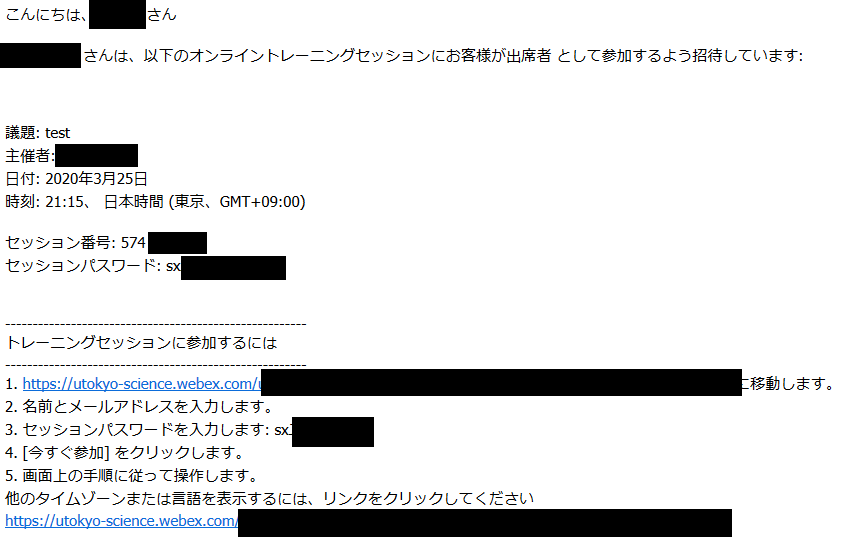 こんにちは、 さん
さんは、以下のオンライントレーニングセッションにお客様が出席者 として参加するよう招待しています:
議題: test
主催者:
日付: 2020年3月25日
時刻: 21:15、 日本時間 (東京、GMT+09:00)
セッション番号: 574
セッションパスワード: sx
-------------------------------------------------------
トレーニングセッションに参加するには
-------------------------------------------------------
1. https://utokyo-science.webex.com/ に移動します。
2. 名前とメールアドレスを入力します。
3. セッションパスワードを入力します: sx
4. [今すぐ参加] をクリックします。
5. 画面上の手順に従って操作します。
他のタイムゾーンまたは言語を表示するには、リンクをクリックしてください
https://utokyo-science.webex.com/